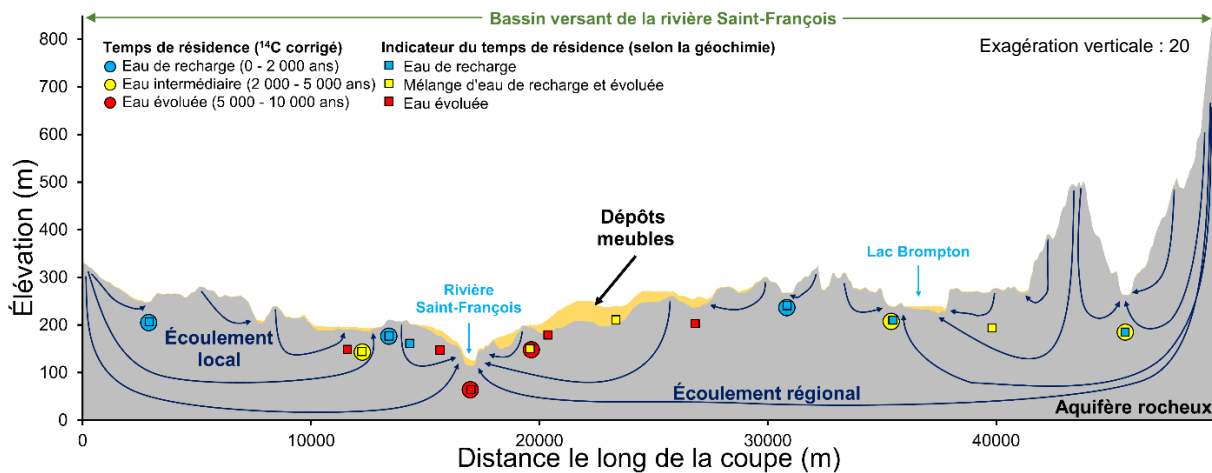 Bassin versant de la rivière Saint-François
Temps de résidence (¹⁴C corrigé)
Eau de recharge (0 - 2 000 ans)
Eau intermédiaire (2 000 - 5 000 ans)
Eau évoluée (5 000 - 10 000 ans)
Indicateur du temps de résidence (selon la géochimie)
Eau de recharge
Mélange d'eau de recharge et évoluée
Eau évoluée
Exagération verticale : 20
Élévation (m)
800
700
600
500
400
300
200
100
0
Dépôts
meubles
Lac Brompton
Rivière
Saint-François
Écoulement
local
Écoulement régional
Aquifère rocheux
0
10000
20000
30000
40000
Distance le long de la coupe (m)